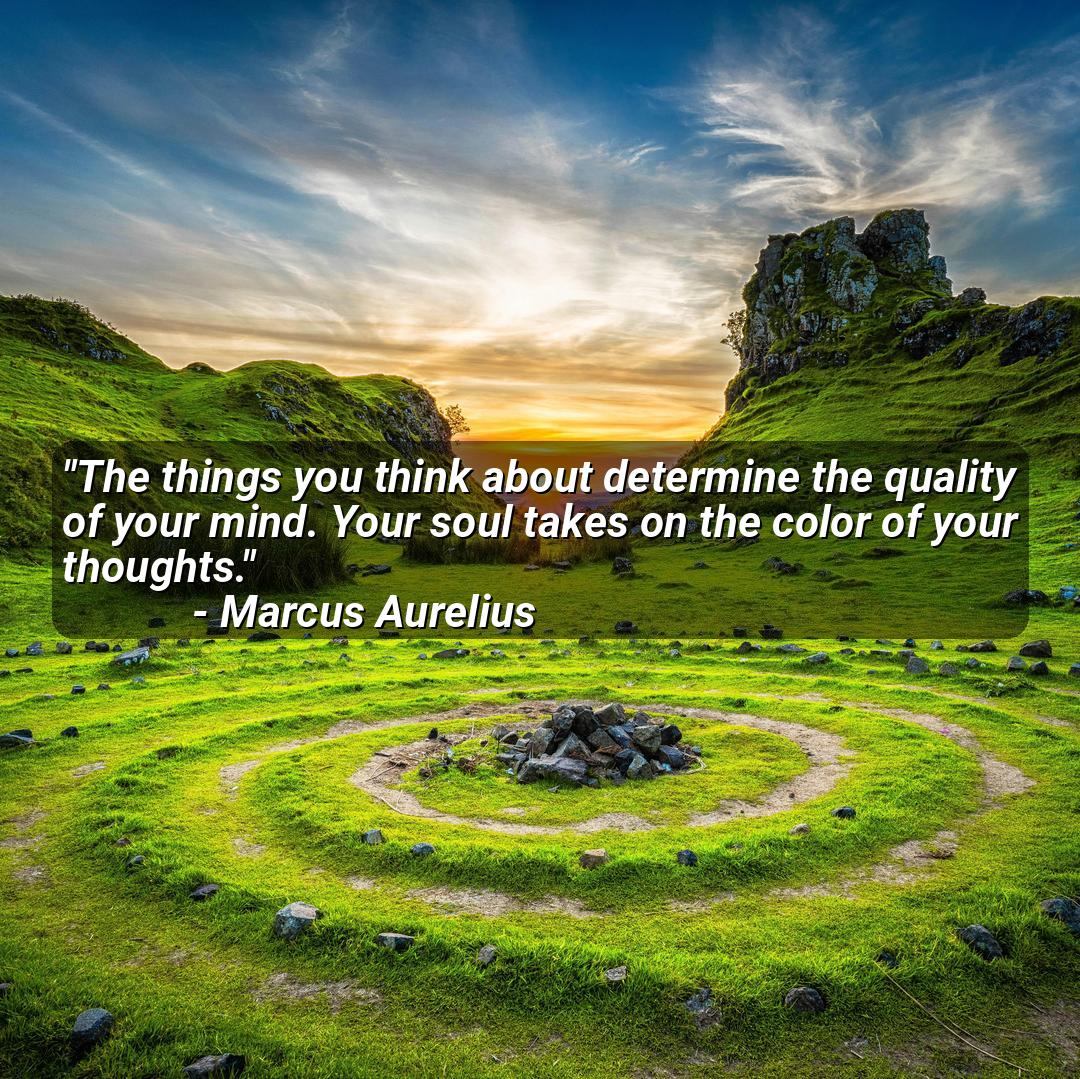 "The things you think about determine the quality
of your mind. Your soul takes on the color of your
thoughts."
- Marcus Aurelius